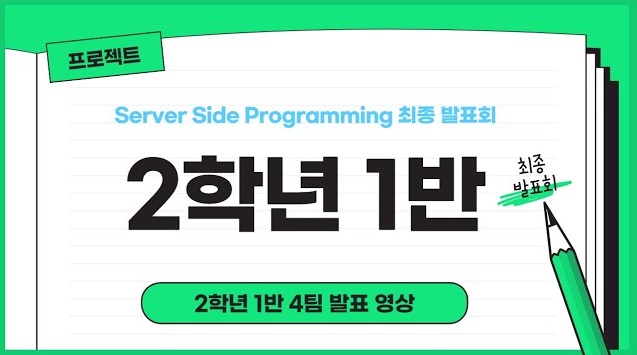 프로젝트
Server Side Programming 최종 발표회
2학년 1반
최종
발표회
2학년 1반 4팀 발표 영상